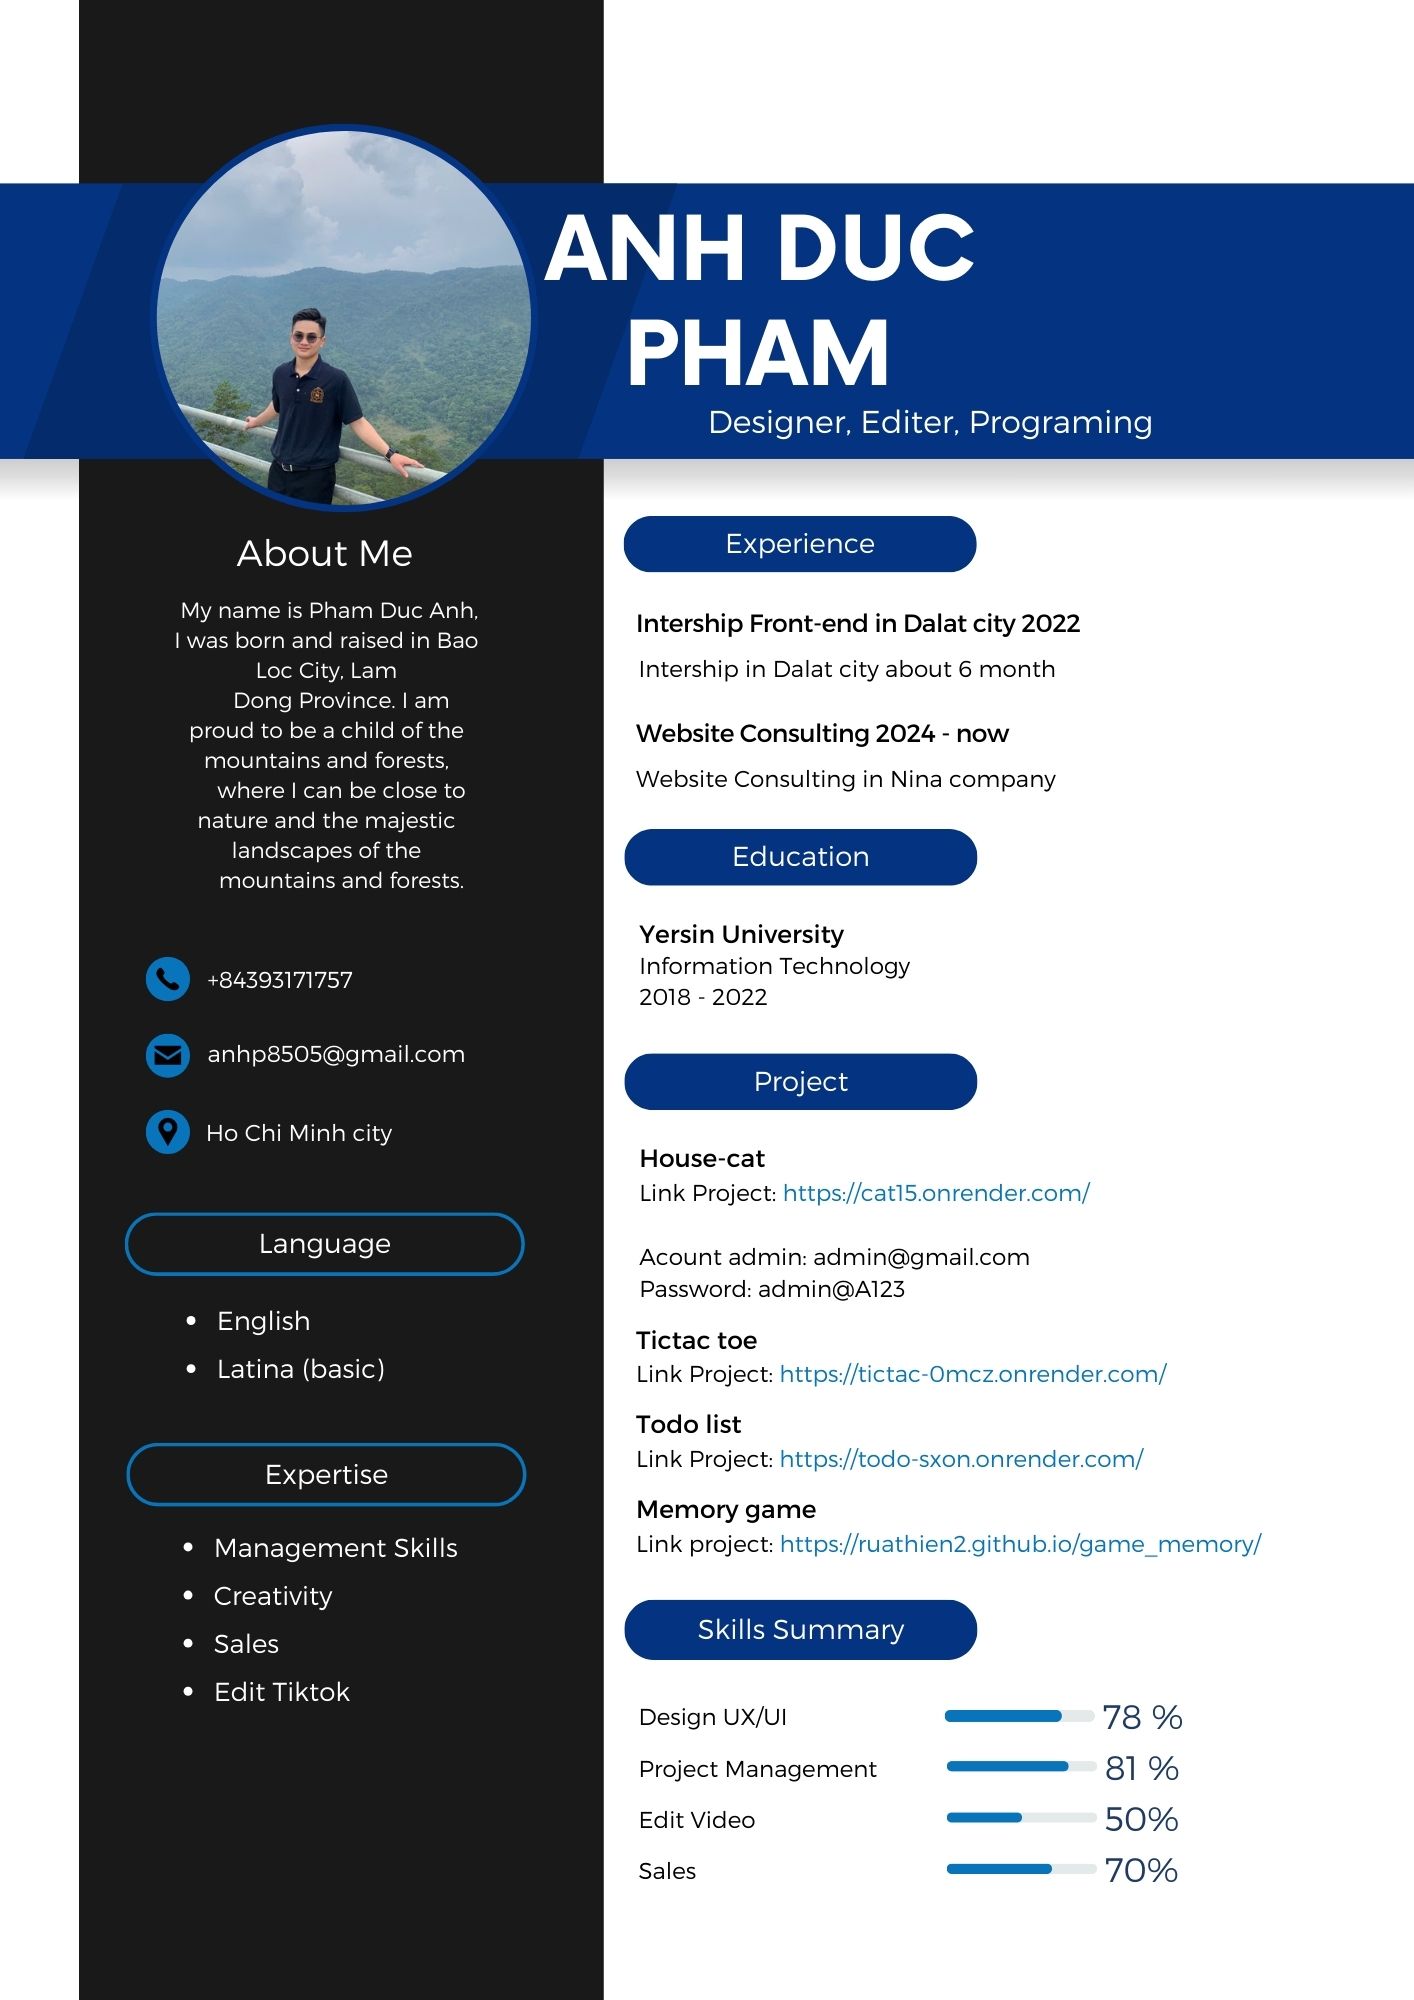 ANH DUC
PHAM
Designer, Editer, Programing
About Me
My name is Pham Duc Anh,
I was born and raised in Bao
Loc City, Lam
Dong Province. I am
proud to be a child of the
mountains and forests,
where I can be close to
nature and the majestic
landscapes of the
mountains and forests.
+84393171757
anhp8505@gmail.com
Ho Chi Minh city
Language
English
Latina (basic)
Expertise
Management Skills
Creativity
Sales
Edit Tiktok
Experience
Intership Front-end in Dalat city 2022
Intership in Dalat city about 6 month
Website Consulting 2024 - now
Website Consulting in Nina company
Education
Yersin University
Information Technology
2018 - 2022
Project
House-cat
Link Project: https://cat15.onrender.com/
Acount admin: admin@gmail.com
Password: admin@A123
Tictac toe
Link Project: https://tictac-0mcz.onrender.com/
Todo list
Link Project: https://todo-sxon.onrender.com/
Memory game
Link project: https://ruathien2.github.io/game_memory/
Skills Summary
Design UX/UI 78 %
Project Management 81 %
Edit Video 50%
Sales 70%